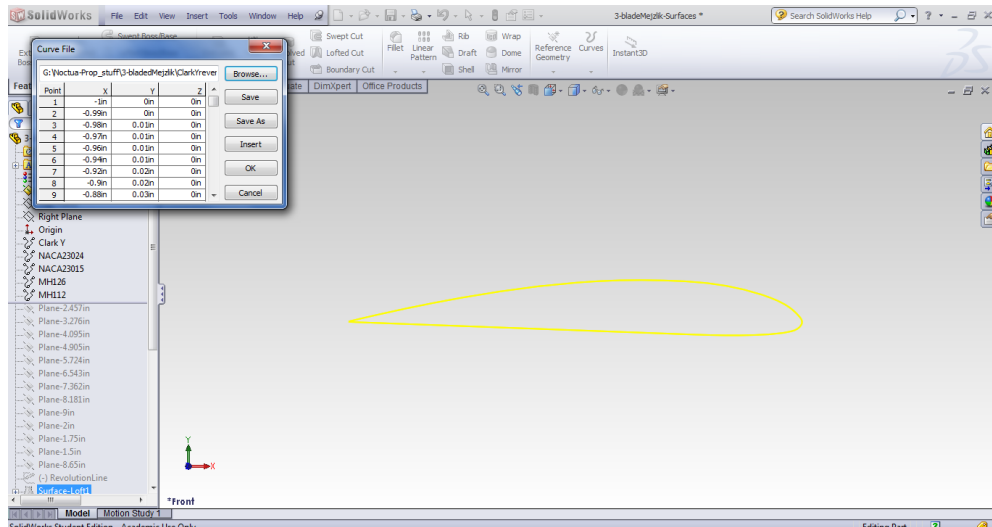 SolidWorks File Edit View Insert Tools Window Help 3-bladeMejzlik-Surfaces * Search SolidWorks Help
Swept Cut Rib Wrap
Lofted Cut Fillet Linear Pattern Draft Dome Reference Geometry Curves Instant3D
Boundary Cut Shell Mirror
DimXpert Office Products
Curve File
G:\Noctua-Prop_stuff\3-bladedMejzlik\ClarkYrever Browse...
Point X Y Z
1 -1in 0in 0in
2 -0.99in 0in 0in
3 -0.98in 0.01in 0in
4 -0.97in 0.01in 0in
5 -0.96in 0.01in 0in
6 -0.94in 0.01in 0in
7 -0.92in 0.02in 0in
8 -0.9in 0.02in 0in
9 -0.88in 0.03in 0in
Save
Save As
Insert
OK
Cancel
Right Plane
Origin
Clark Y
NACA23024
NACA23015
MH126
MH112
Plane-2.457in
Plane-3.276in
Plane-4.095in
Plane-4.905in
Plane-5.724in
Plane-6.543in
Plane-7.362in
Plane-8.181in
Plane-9in
Plane-2in
Plane-1.75in
Plane-1.5in
Plane-8.65in
(-) RevolutionLine
Surface-Loft1
Y
X
*Front
Model Motion Study 1
SolidWorks Student Edition - Academic Use Only Editing Part